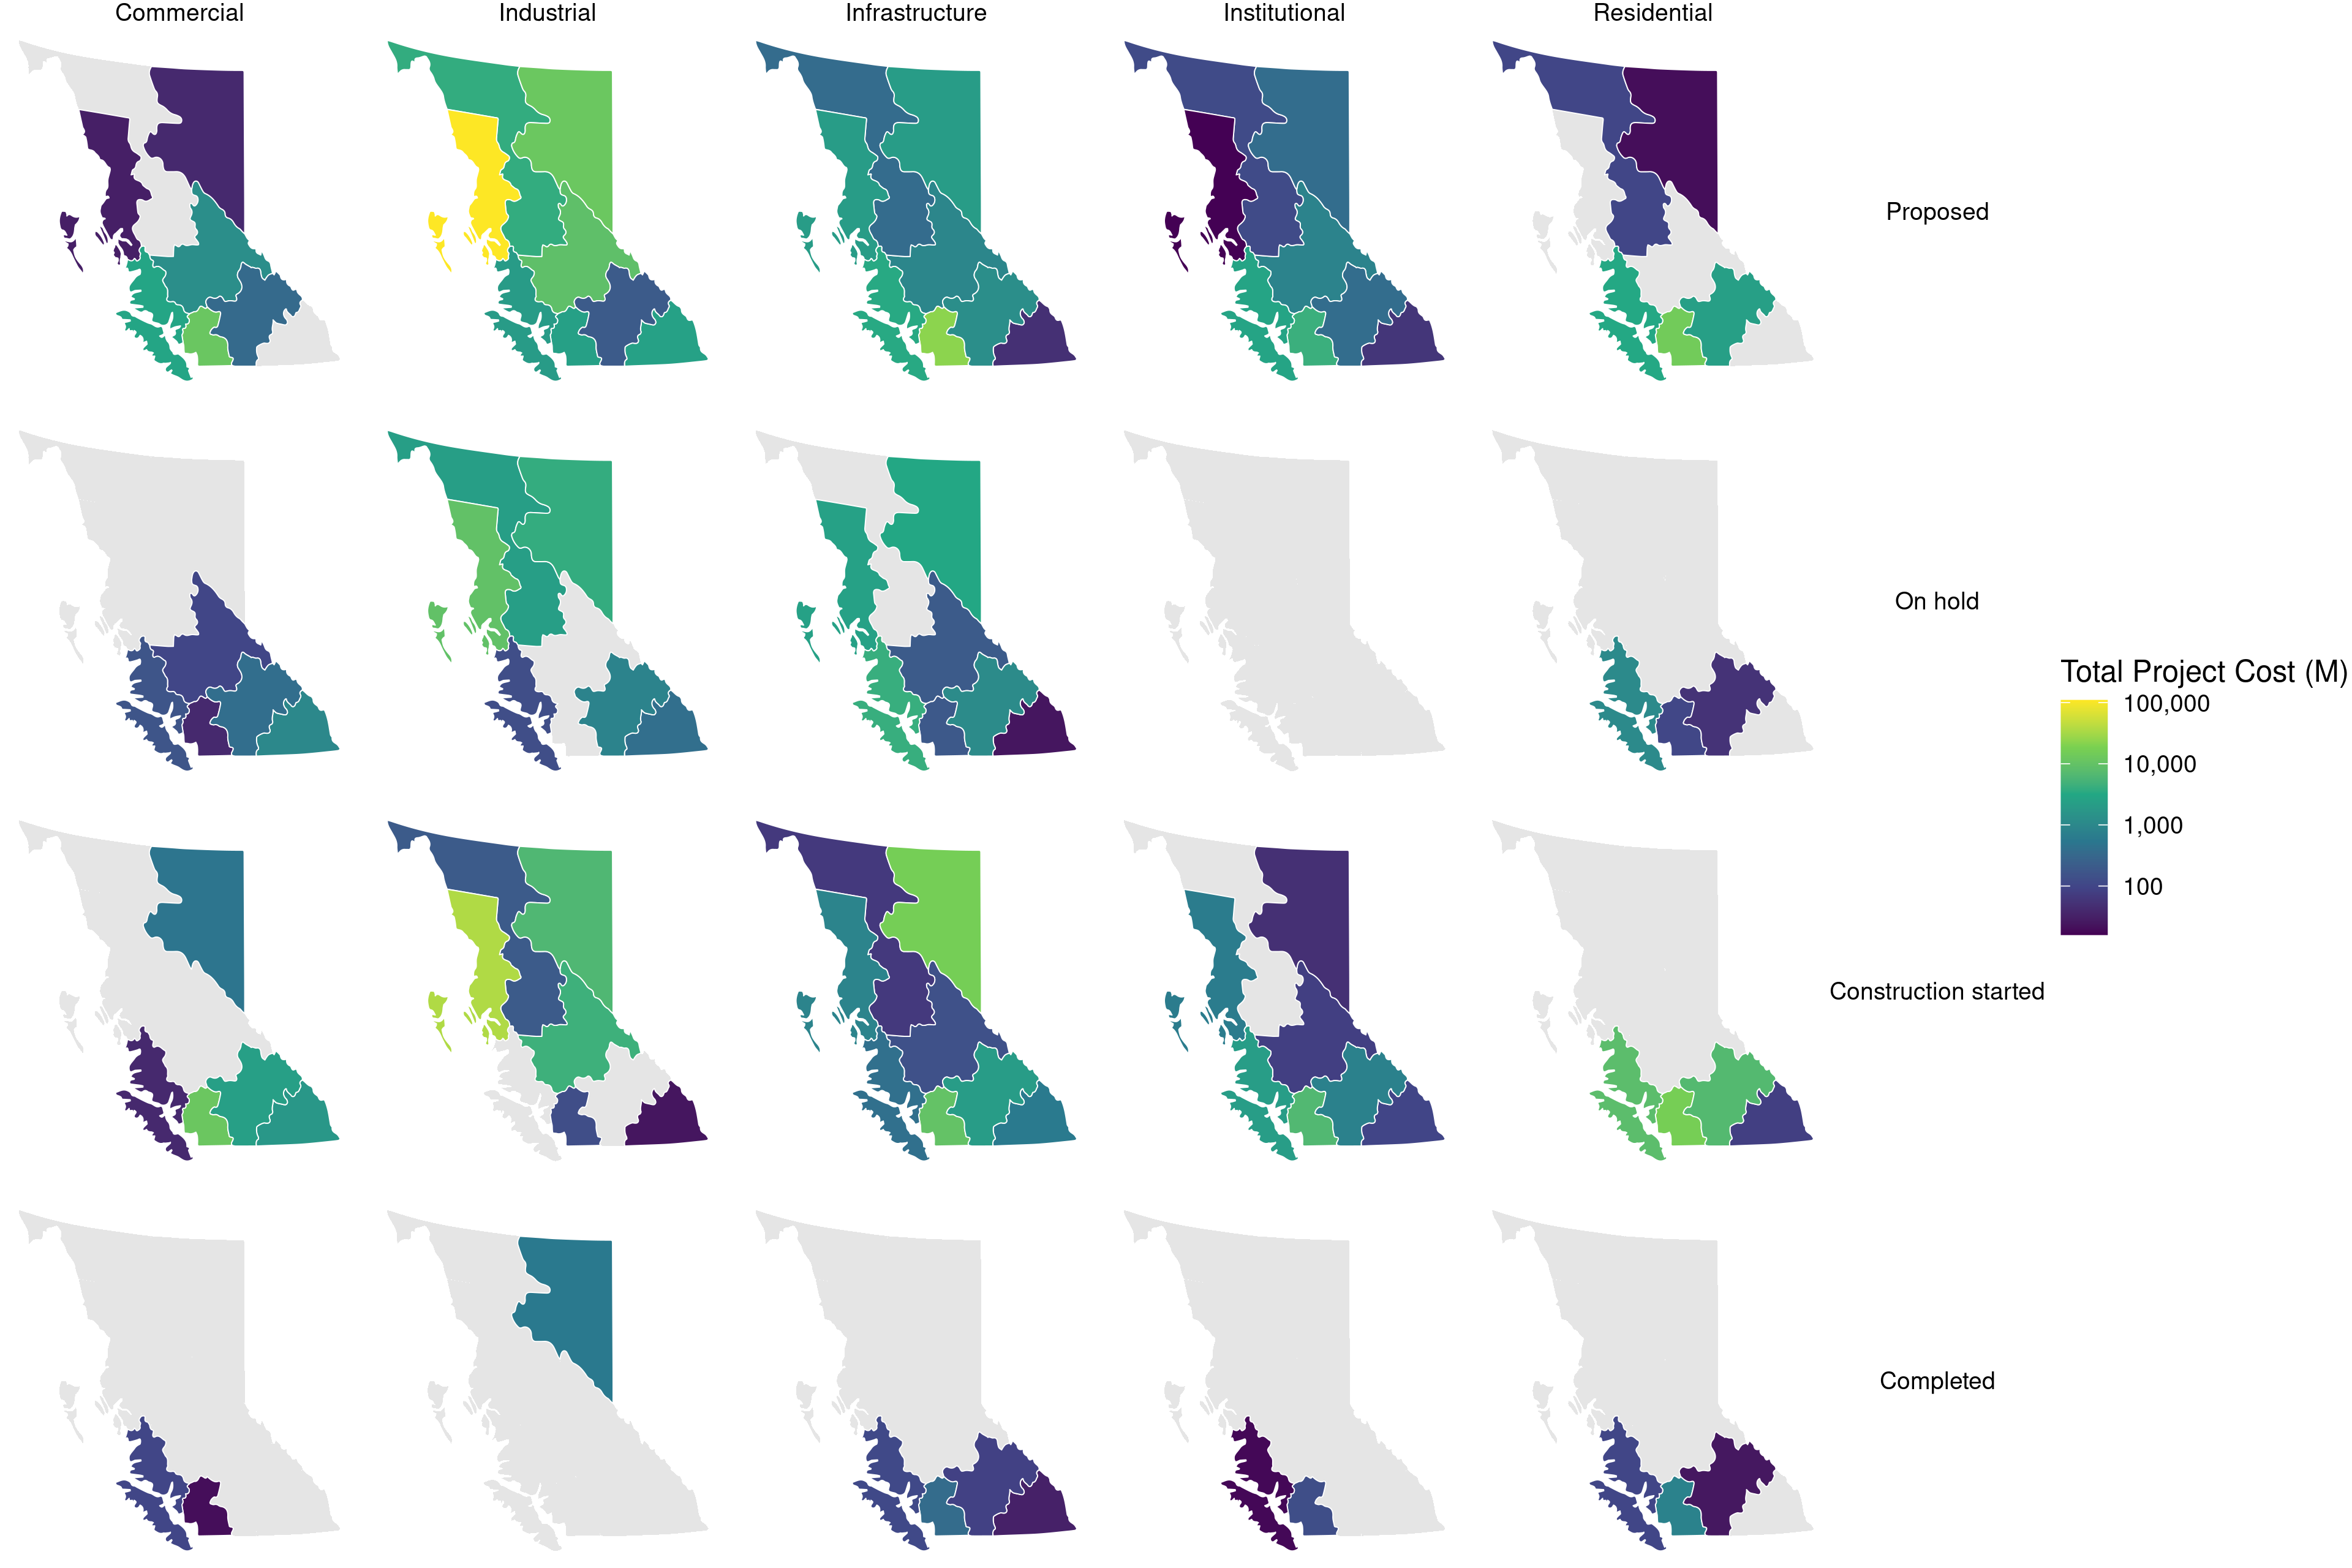 Commercial
Industrial
Infrastructure
Institutional
Residential
Proposed
On hold
Total Project Cost (M)
100,000
10,000
1,000
100
Construction started
Completed